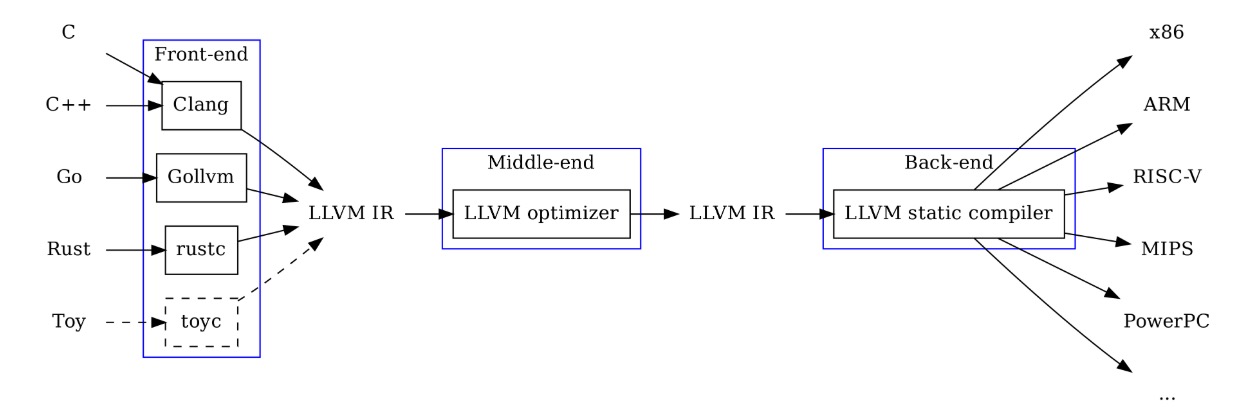 C
C++
Go
Rust
Toy
Front-end
Clang
Gollvm
rustc
toyc
LLVM IR
Middle-end
LLVM optimizer
LLVM IR
Back-end
LLVM static compiler
x86
ARM
RISC-V
MIPS
PowerPC
...